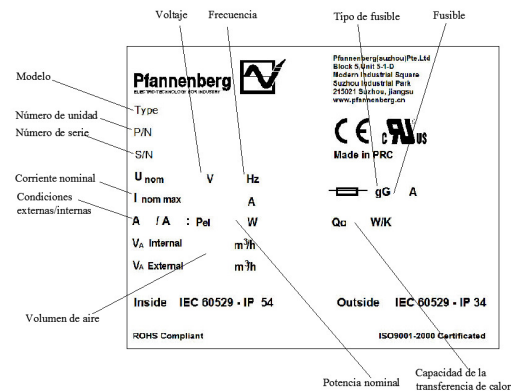 Voltaje Frecuencia Tipo de fusible Fusible
Pfannenberg
ELECTRO-TECHNOLOGY FOR INDUSTRY
Pfannenberg(suzhou)Pte.Ltd
Block 5,Unit 5-1-D
Modern Industrial Square
Suzhou Industrial Park
215021 Suzhou, jiangsu
www.pfannenberg.cn
Modelo
Type
Número de unidad
P/N
CE c RU US
Número de serie
S/N
Made in PRC
U nom V Hz
Corriente nominal
I nom max A
gG A
Condiciones
externas/internas
A / A : Pel W
Qo W/K
VA Internal m³/h
VA External m³/h
Inside IEC 60529 - IP 54 Outside IEC 60529 - IP 34
Volumen de aire
ROHS Compliant ISO9001-2000 Certificated
Potencia nominal
Capacidad de la
transferencia de calor